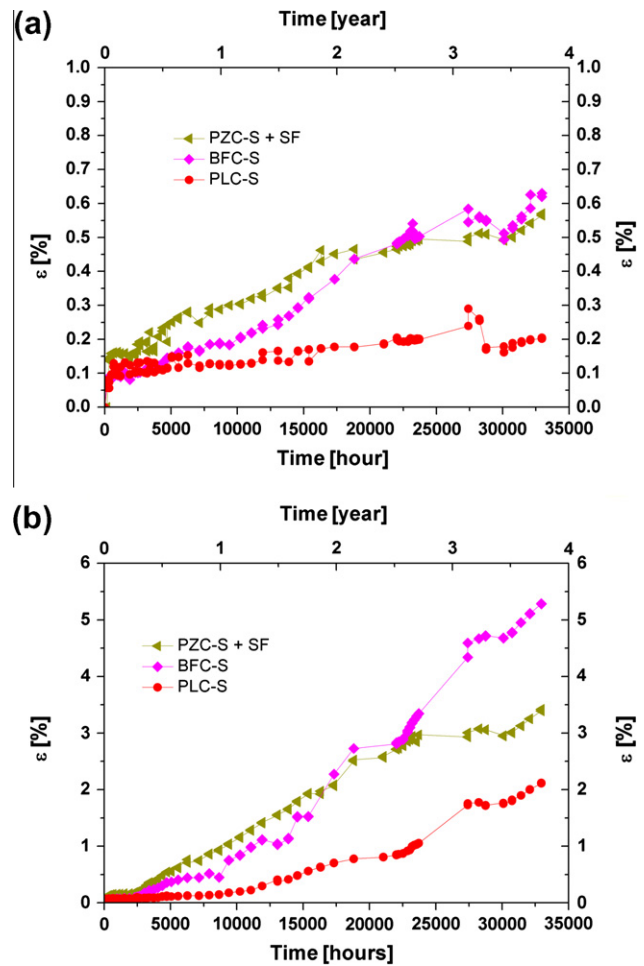 (a)
Time [year]
0 1 2 3 4
1.0 1.0
0.9 0.9
0.8 0.8
PZC-S + SF
BFC-S
PLC-S
0.7 0.7
0.6 0.6
0.5 0.5
0.4 0.4
0.3 0.3
0.2 0.2
0.1 0.1
0.0 0.0
ε [%]
ε [%]
0 5000 10000 15000 20000 25000 30000 35000
Time [hour]
(b)
Time [year]
0 1 2 3 4
6 6
5 5
PZC-S + SF
BFC-S
PLC-S
4 4
3 3
2 2
1 1
0 0
ε [%]
ε [%]
0 5000 10000 15000 20000 25000 30000 35000
Time [hours]